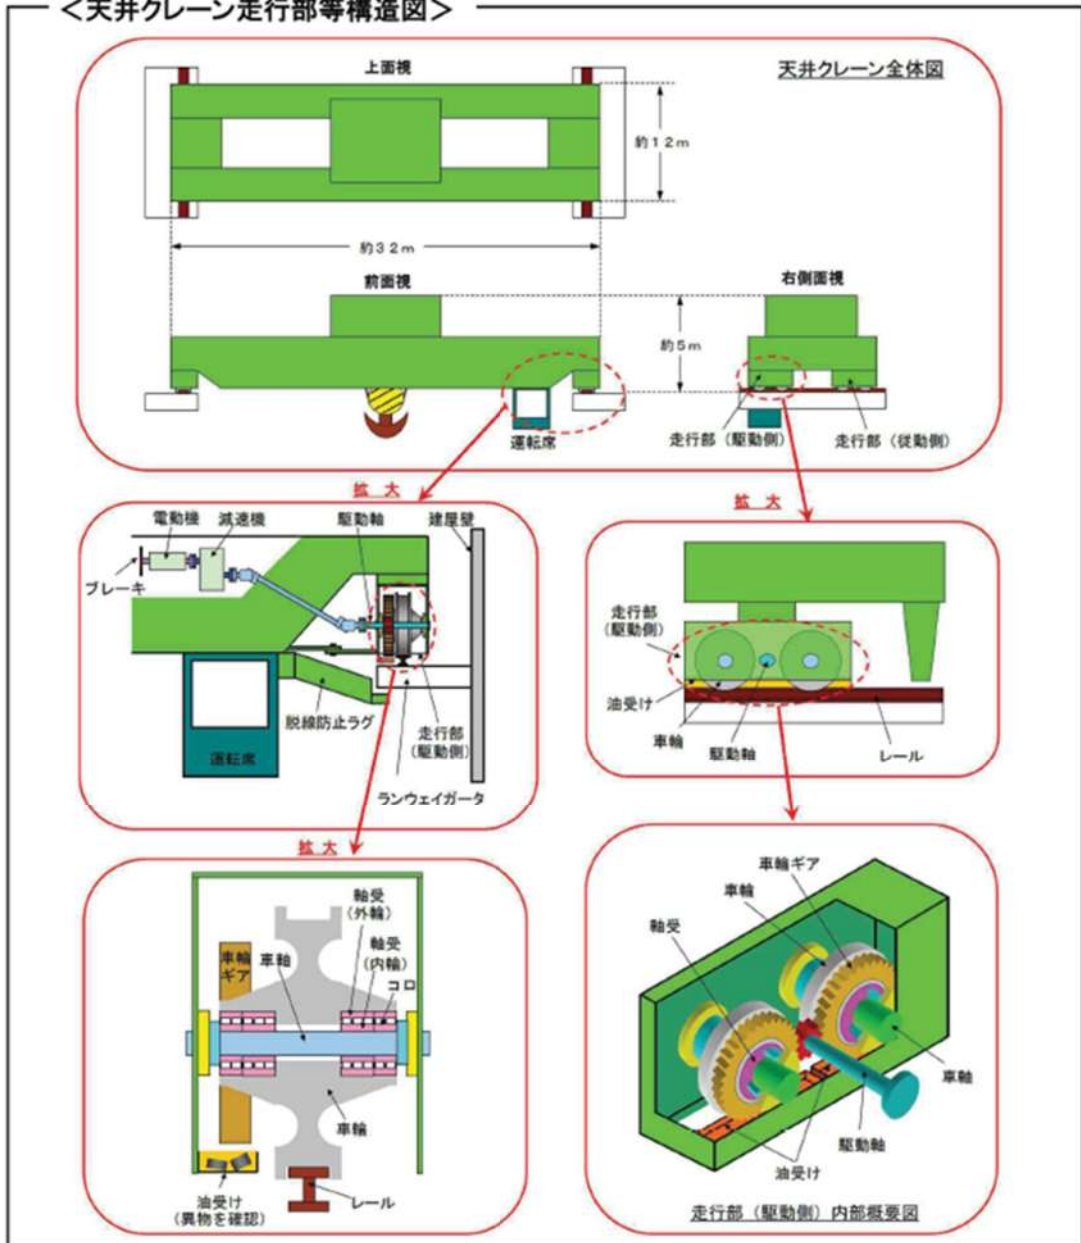 ＜天井クレーン走行部等構造図＞
上面視
天井クレーン全体図
約１２ｍ
約３２ｍ
前面視
右側面視
約５ｍ
運転席
走行部（駆動側）
走行部（従動側）
拡 大
拡 大
電動機
減速機
駆動軸
建屋壁
ブレーキ
脱線防止ラグ
走行部
（駆動側）
運転席
ランウェイガータ
走行部
（駆動側）
油受け
車輪
駆動軸
レール
拡 大
軸受
（外輪）
軸受
（内輪）
コロ
車輪
ギア
車軸
車輪
油受け
（異物を確認）
レール
車輪ギア
車輪
軸受
車軸
駆動軸
油受け
走行部（駆動側）内部概要図